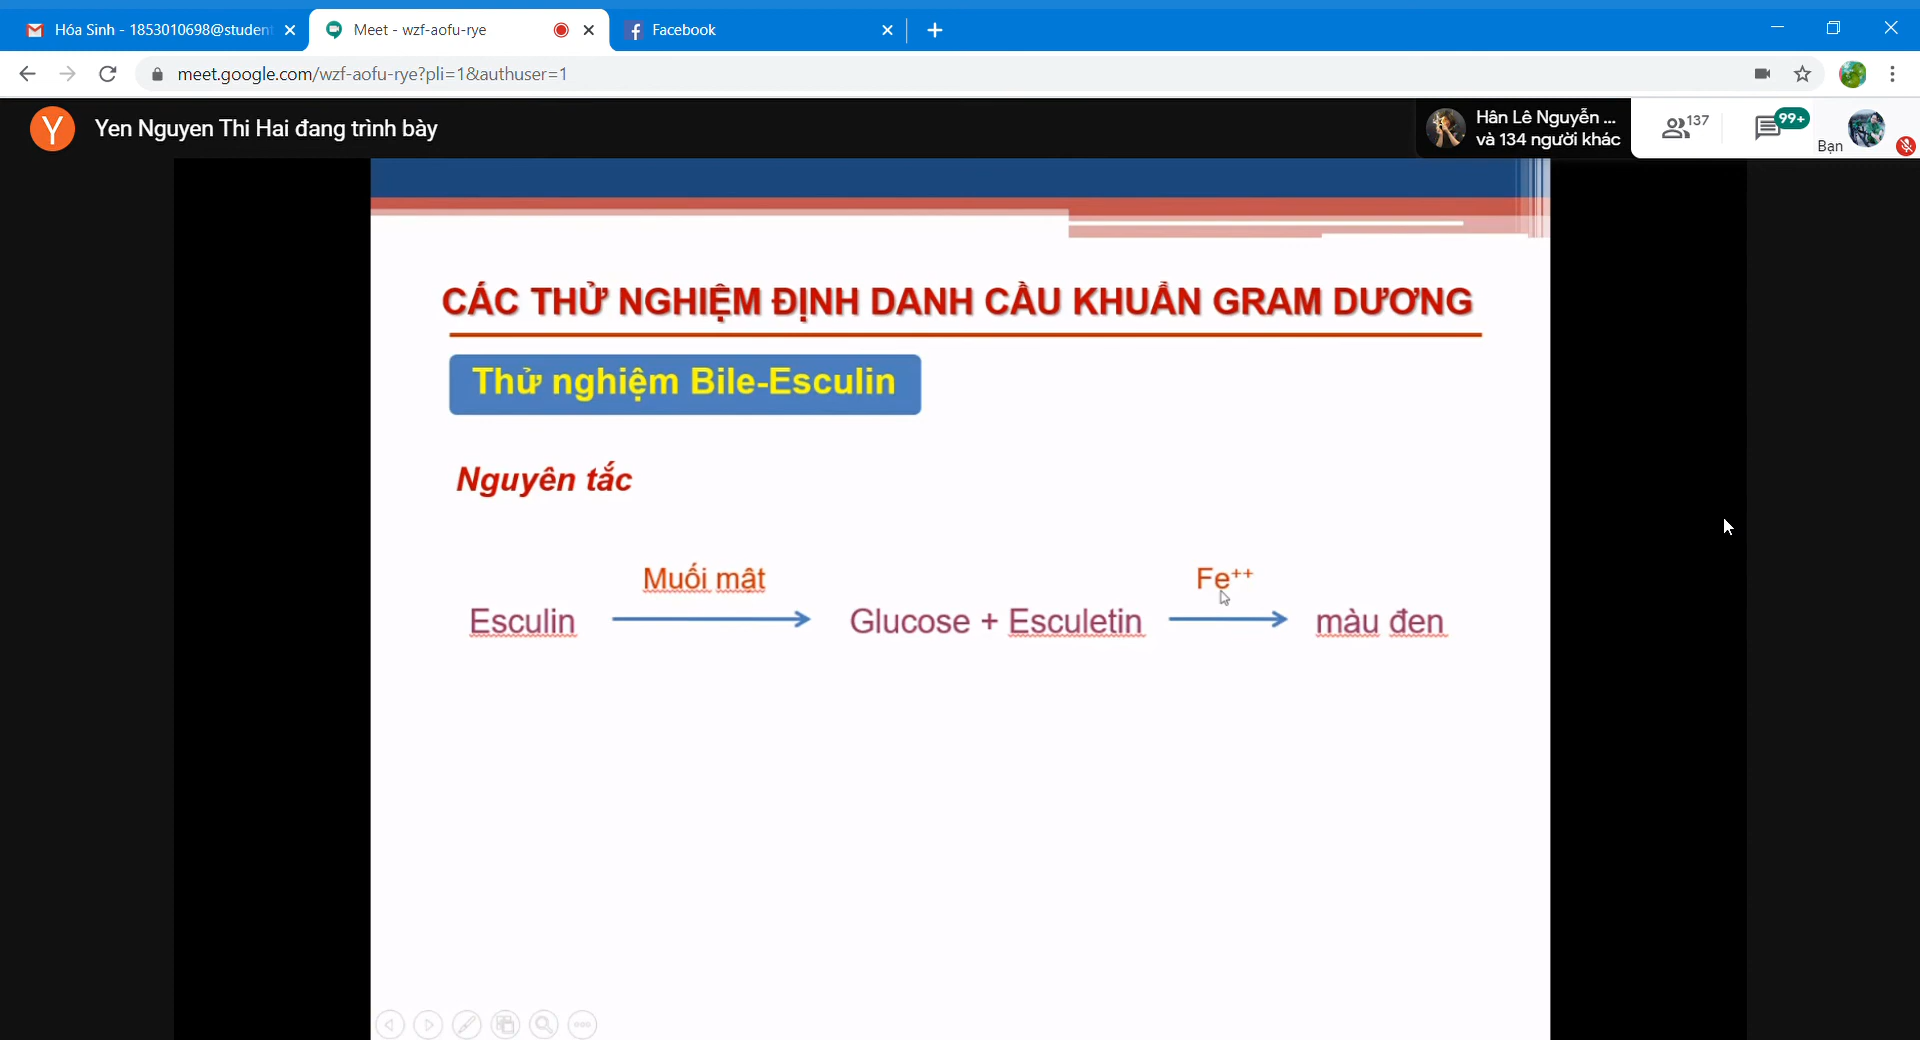 Hóa Sinh - 1853010698@student
Meet - wzf-aofu-rye
Facebook
meet.google.com/wzf-aofu-rye?pli=1&authuser=1
Y
Yen Nguyen Thi Hai đang trình bày
Hân Lê Nguyễn ...
và 134 người khác
137
99+
Bạn
CÁC THỬ NGHIỆM ĐỊNH DANH CẦU KHUẨN GRAM DƯƠNG
Thử nghiệm Bile-Esculin
Nguyên tắc
Muối mật
Fe⁺⁺
Esculin
Glucose + Esculetin
màu đen